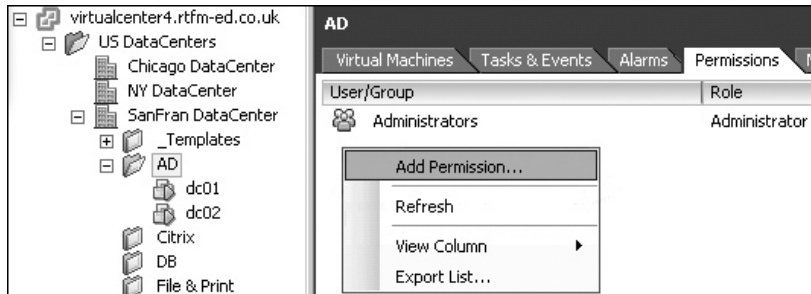 virtualcenter4.rtfm-ed.co.uk
US DataCenters
Chicago DataCenter
NY DataCenter
SanFran DataCenter
_Templates
AD
dc01
dc02
Citrix
DB
File & Print
AD
Virtual Machines Tasks & Events Alarms Permissions
User/Group Role
Administrators Administrator
Add Permission...
Refresh
View Column
Export List...